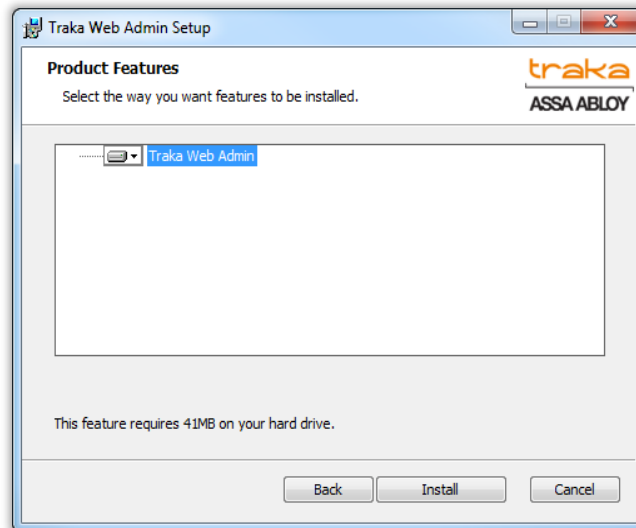 Traka Web Admin Setup
Product Features
Select the way you want features to be installed.
traka
ASSA ABLOY
Traka Web Admin
This feature requires 41MB on your hard drive.
Back
Install
Cancel